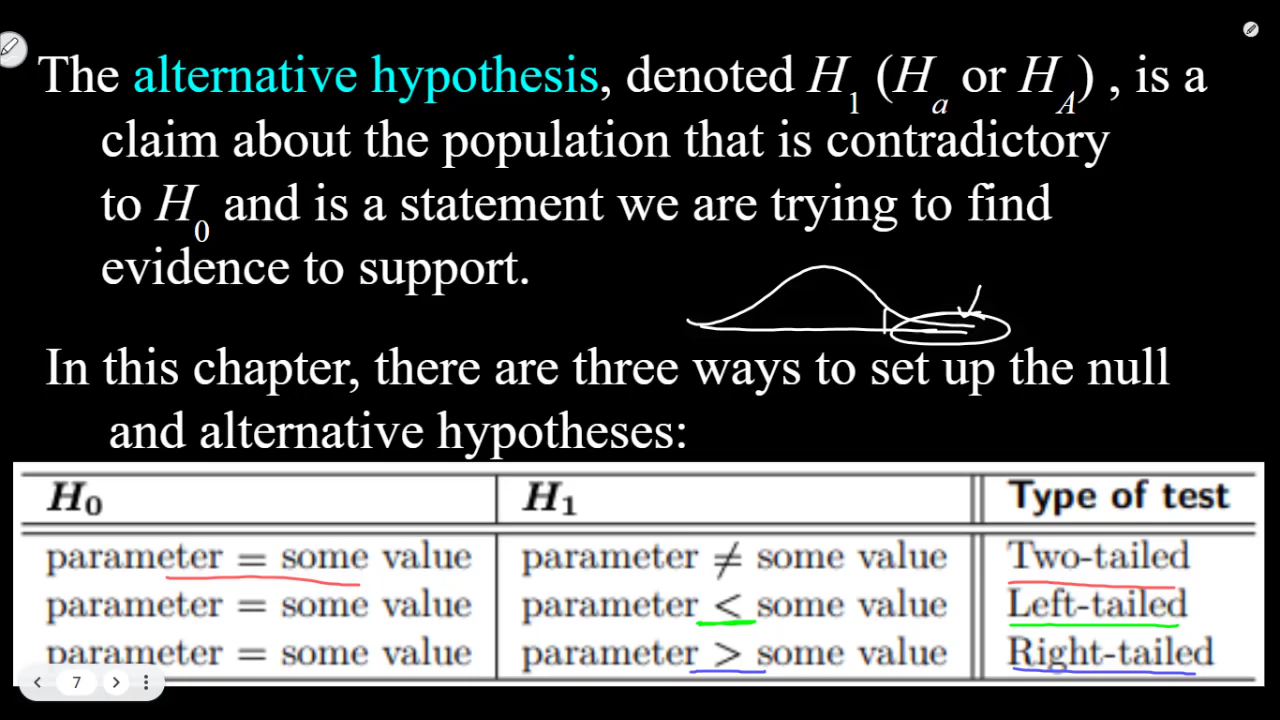 The alternative hypothesis, denoted H1 (Ha or HA) , is a
claim about the population that is contradictory
to H0 and is a statement we are trying to find
evidence to support.
In this chapter, there are three ways to set up the null
and alternative hypotheses:
H0 H1 Type of test
parameter = some value parameter ≠ some value Two-tailed
parameter = some value parameter < some value Left-tailed
parameter = some value parameter > some value Right-tailed
7